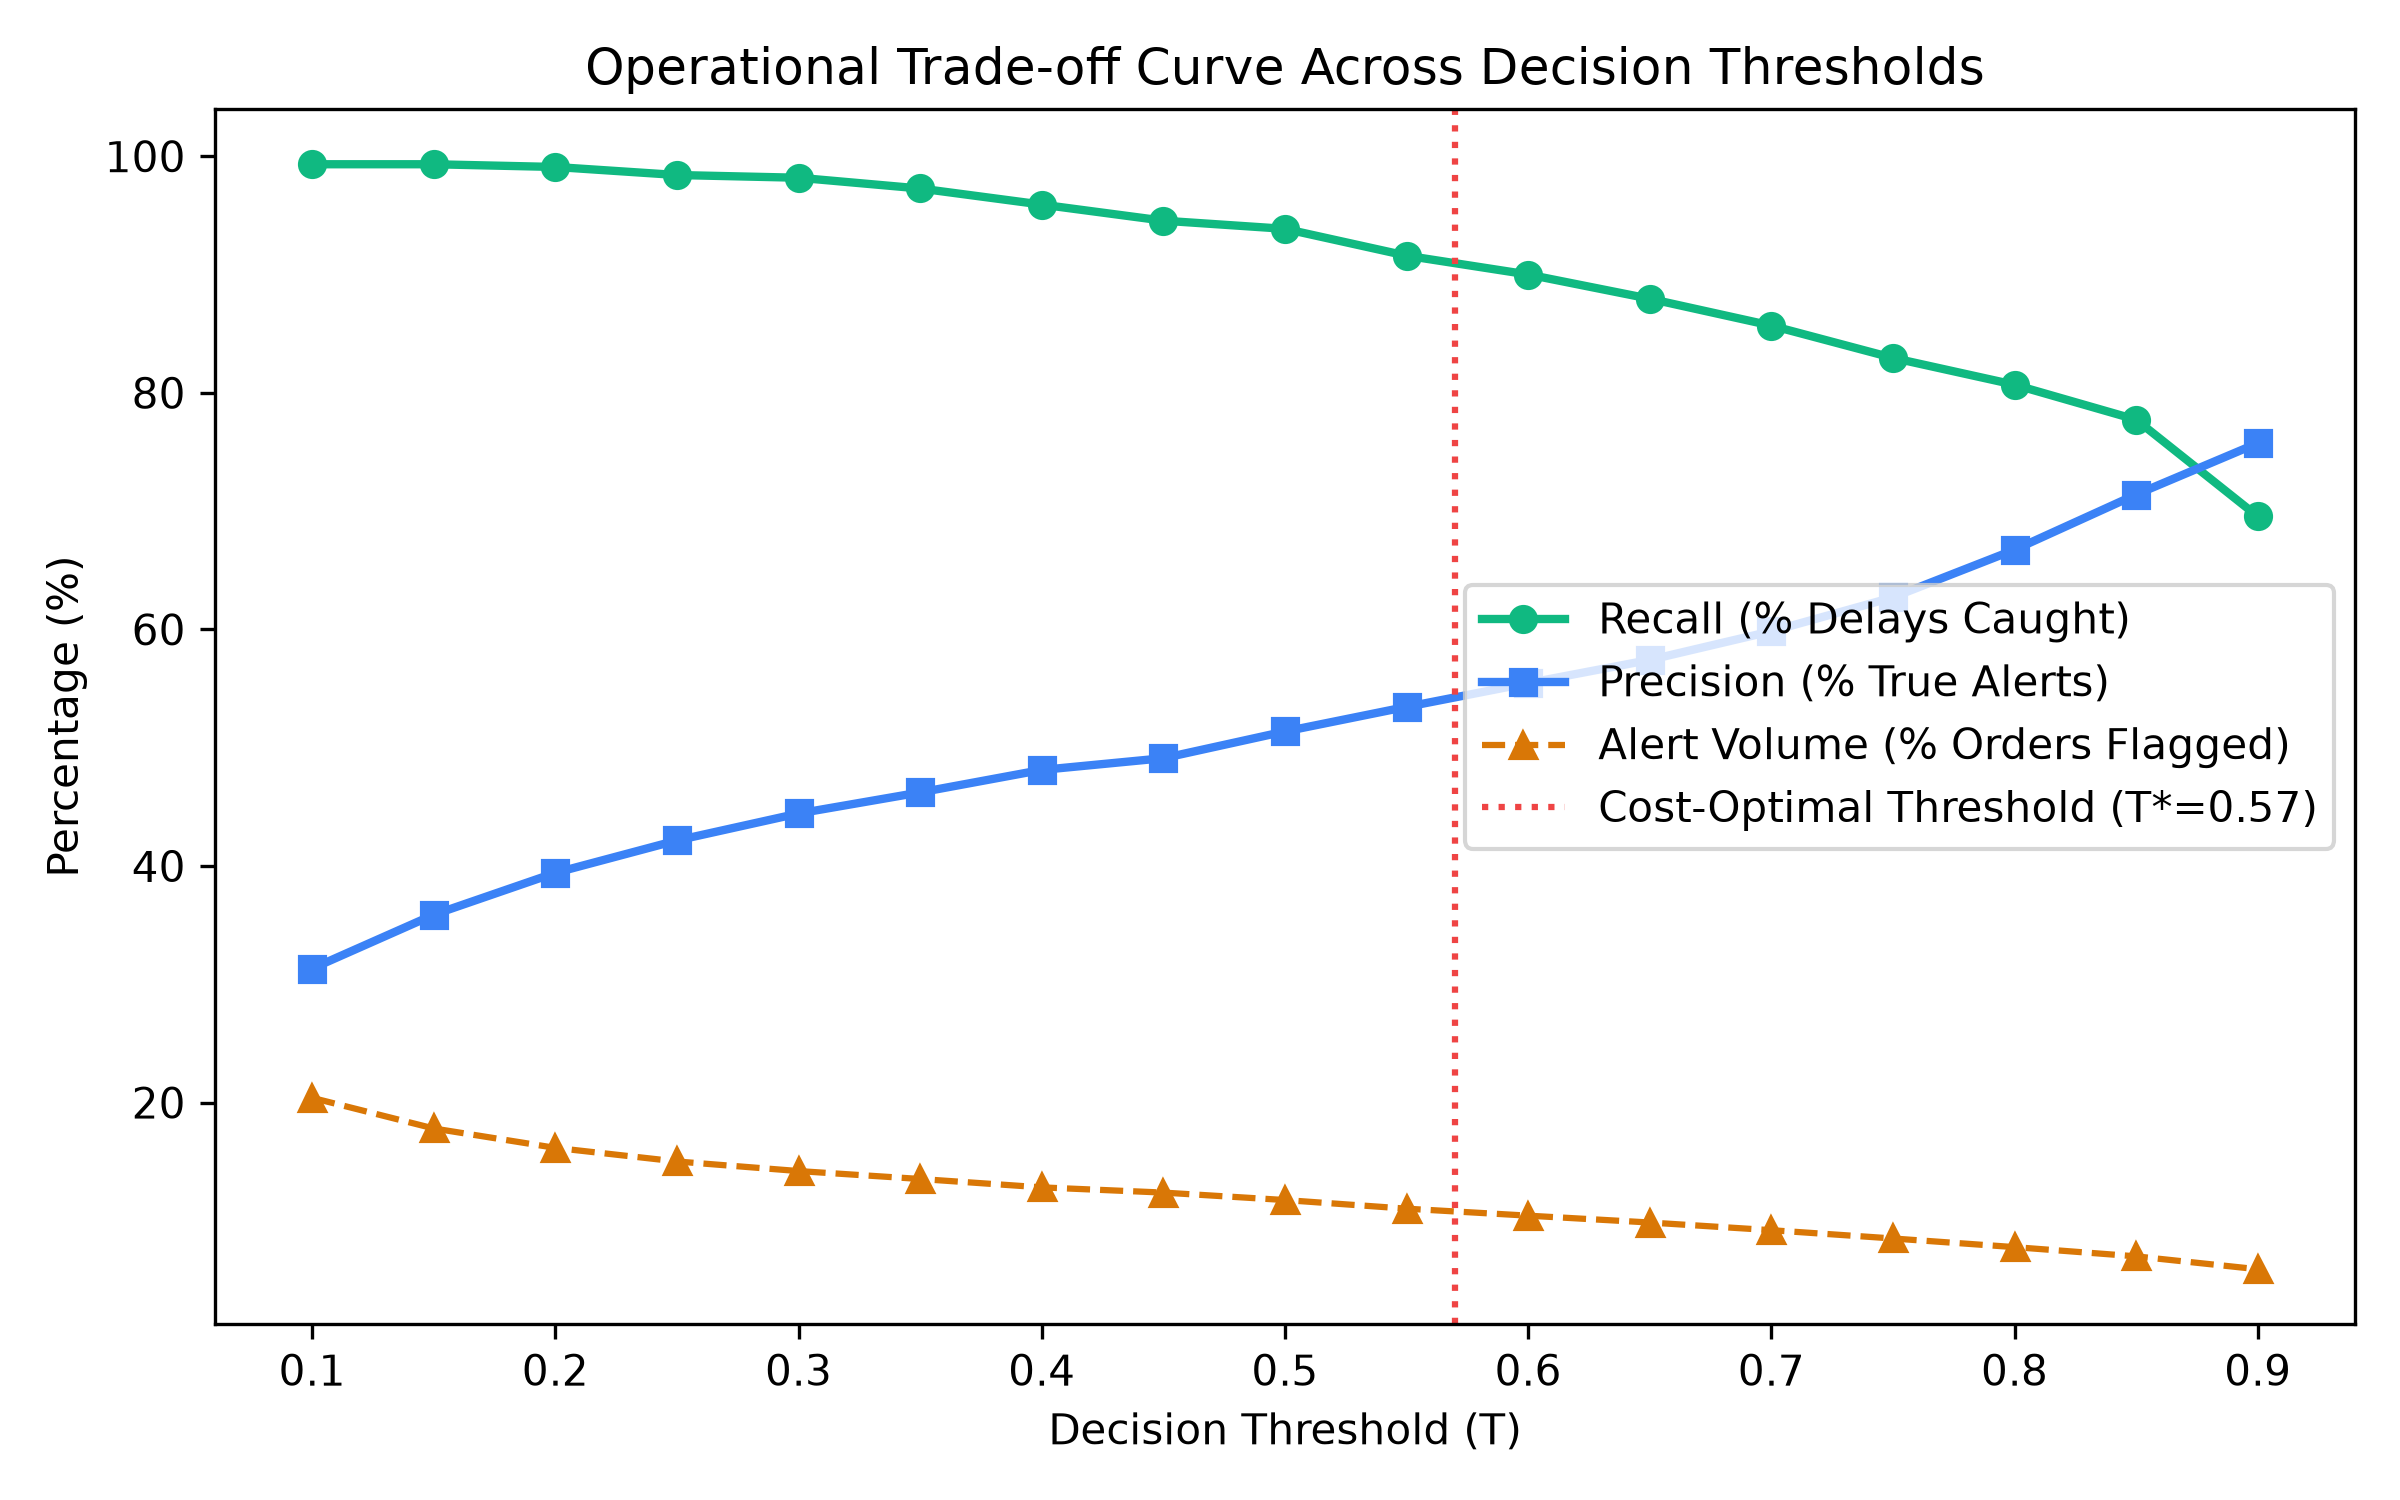 Operational Trade-off Curve Across Decision Thresholds
Percentage (%)
100
80
60
40
20
Recall (% Delays Caught)
Precision (% True Alerts)
Alert Volume (% Orders Flagged)
Cost-Optimal Threshold (T*=0.57)
0.1 0.2 0.3 0.4 0.5 0.6 0.7 0.8 0.9
Decision Threshold (T)